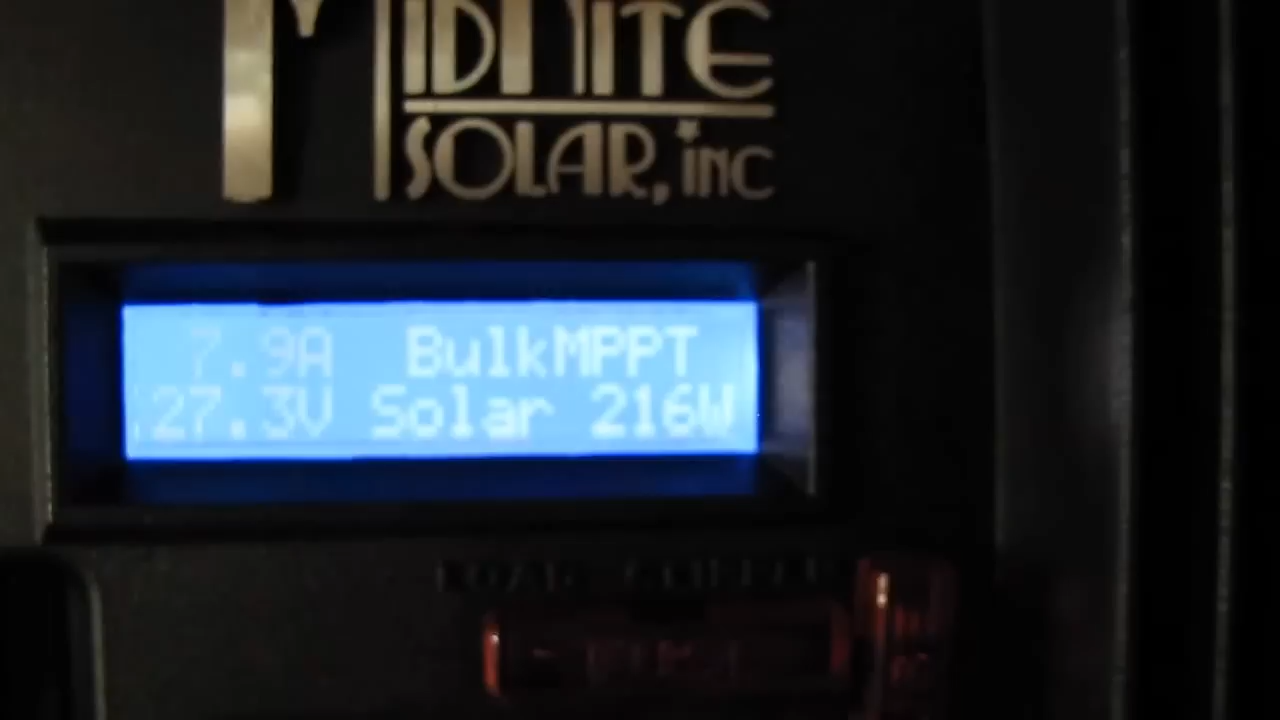 MIDNITE
SOLAR, INC
7.9A BulkMPPT
27.3V Solar 216W